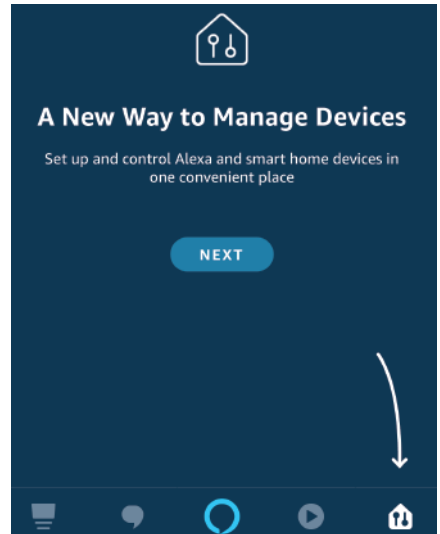 A New Way to Manage Devices
Set up and control Alexa and smart home devices in
one convenient place
NEXT